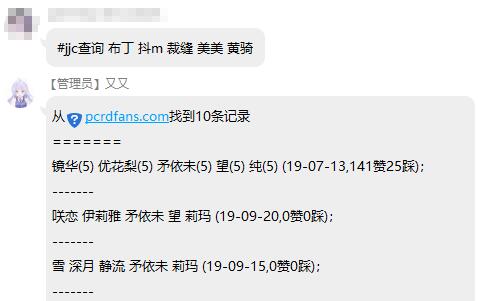 #jjc查询 布丁 抖m 裁缝 美美 黄骑
【管理员】又又
从 pcrdfans.com找到10条记录
=======
镜华(5) 优花梨(5) 矛依未(5) 望(5) 纯(5) (19-07-13,141赞25踩);
-------
咲恋 伊莉雅 矛依未 望 莉玛 (19-09-20,0赞0踩);
-------
雪 深月 静流 矛依未 莉玛 (19-09-15,0赞0踩);
-------